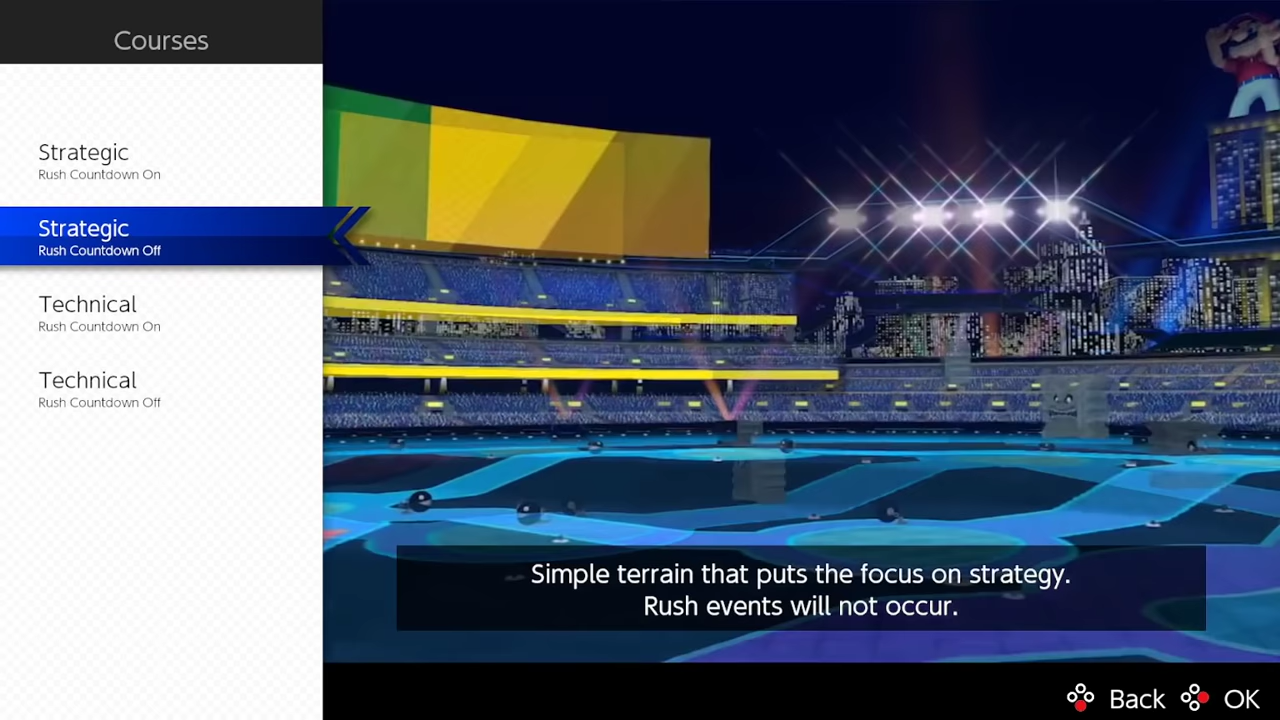 Courses
Strategic
Rush Countdown On
Strategic
Rush Countdown Off
Technical
Rush Countdown On
Technical
Rush Countdown Off
Simple terrain that puts the focus on strategy.
Rush events will not occur.
Back OK